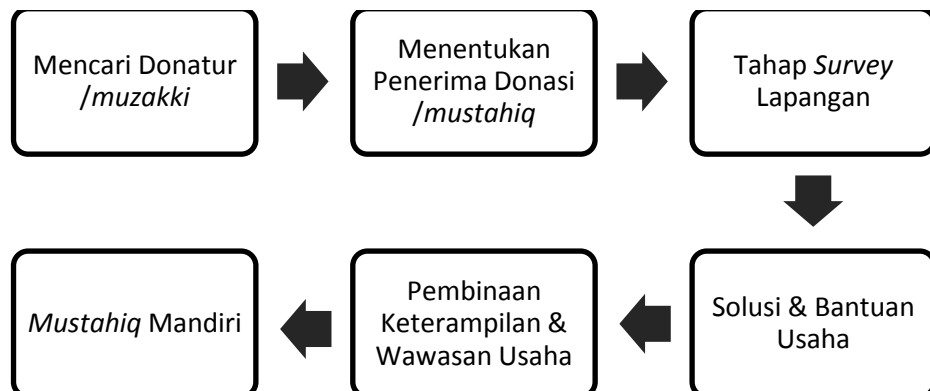 Mencari Donatur
/muzakki
Menentukan
Penerima Donasi
/mustahiq
Tahap Survey
Lapangan
Solusi & Bantuan
Usaha
Pembinaan
Keterampilan &
Wawasan Usaha
Mustahiq Mandiri